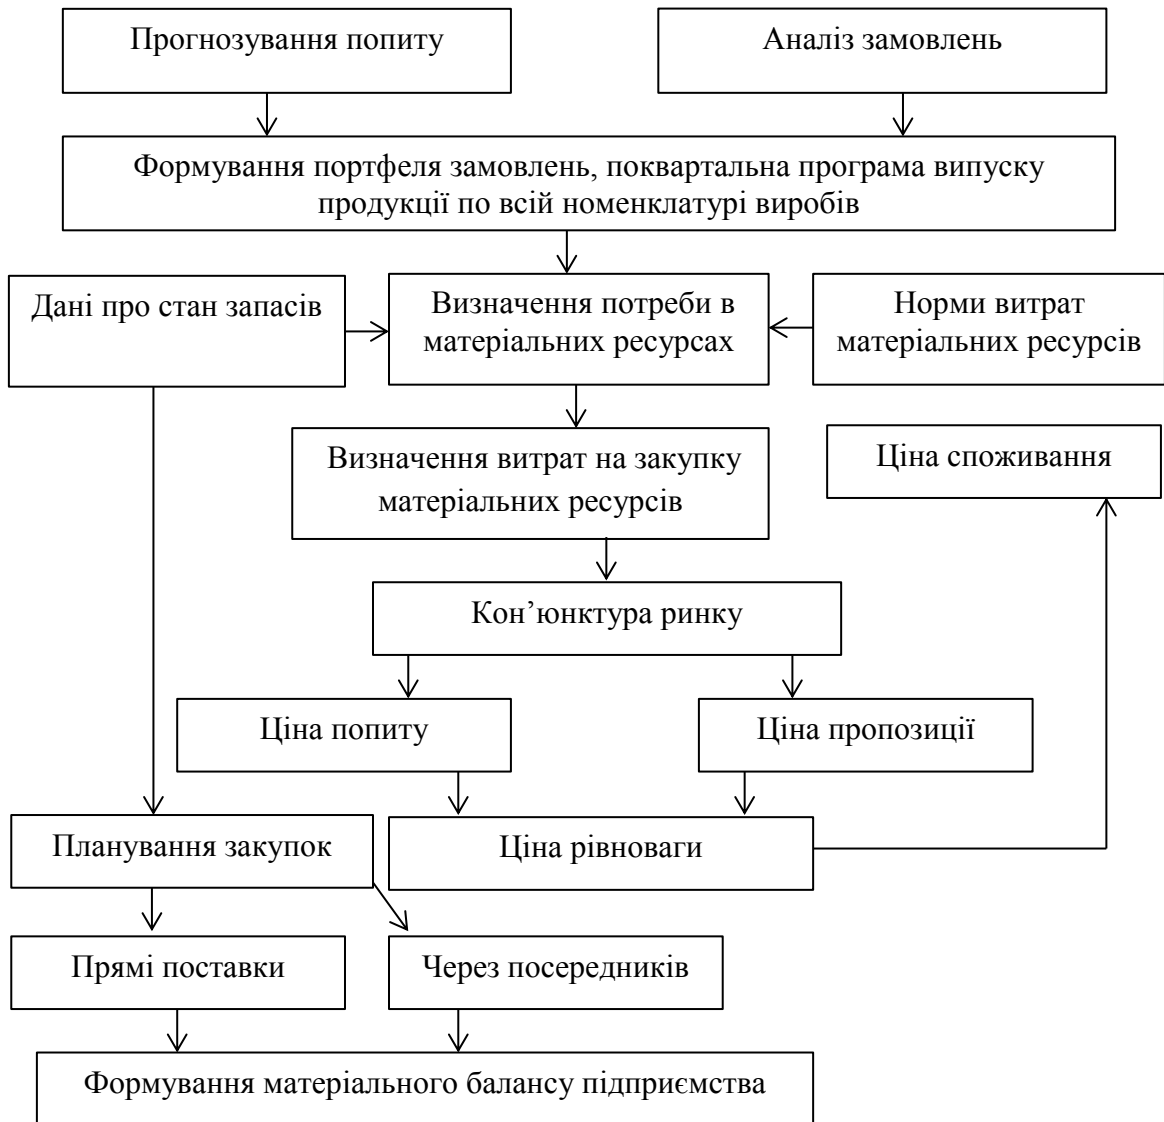 Прогнозування попиту
Аналіз замовлень
Формування портфеля замовлень, поквартальна програма випуску
продукції по всій номенклатурі виробів
Дані про стан запасів
Визначення потреби в
матеріальних ресурсах
Норми витрат
матеріальних ресурсів
Визначення витрат на закупку
матеріальних ресурсів
Ціна споживання
Кон’юнктура ринку
Ціна попиту
Ціна пропозиції
Планування закупок
Ціна рівноваги
Прямі поставки
Через посередників
Формування матеріального балансу підприємства